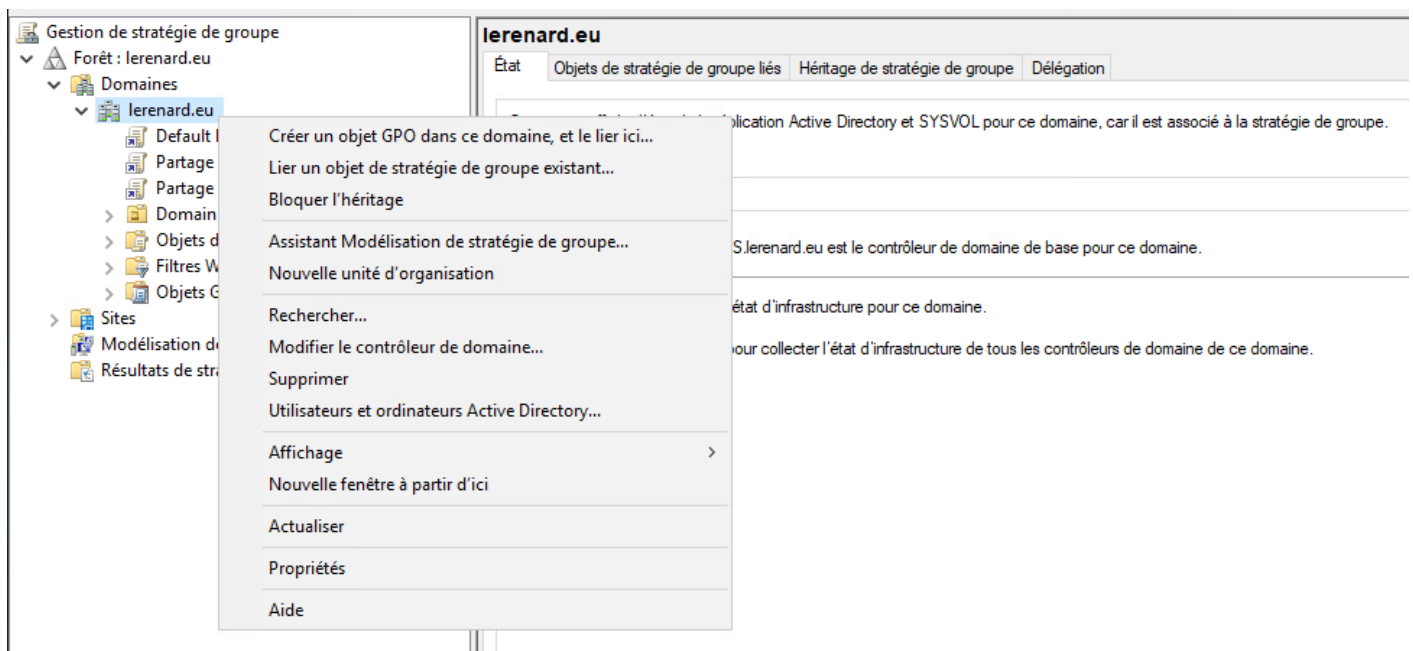 Gestion de stratégie de groupe
Forêt : lerenard.eu
Domaines
lerenard.eu
Default
Partage
Partage
Domain
Objets d
Filtres W
Objets G
Sites
Modélisation d
Résultats de str
Créer un objet GPO dans ce domaine, et le lier ici...
Lier un objet de stratégie de groupe existant...
Bloquer l'héritage
Assistant Modélisation de stratégie de groupe...
Nouvelle unité d'organisation
Rechercher...
Modifier le contrôleur de domaine...
Supprimer
Utilisateurs et ordinateurs Active Directory...
Affichage
Nouvelle fenêtre à partir d'ici
Actualiser
Propriétés
Aide
lerenard.eu
État Objets de stratégie de groupe liés Héritage de stratégie de groupe Délégation
plication Active Directory et SYSVOL pour ce domaine, car il est associé à la stratégie de groupe.
S.lerenard.eu est le contrôleur de domaine de base pour ce domaine.
état d'infrastructure pour ce domaine.
our collecter l'état d'infrastructure de tous les contrôleurs de domaine de ce domaine.